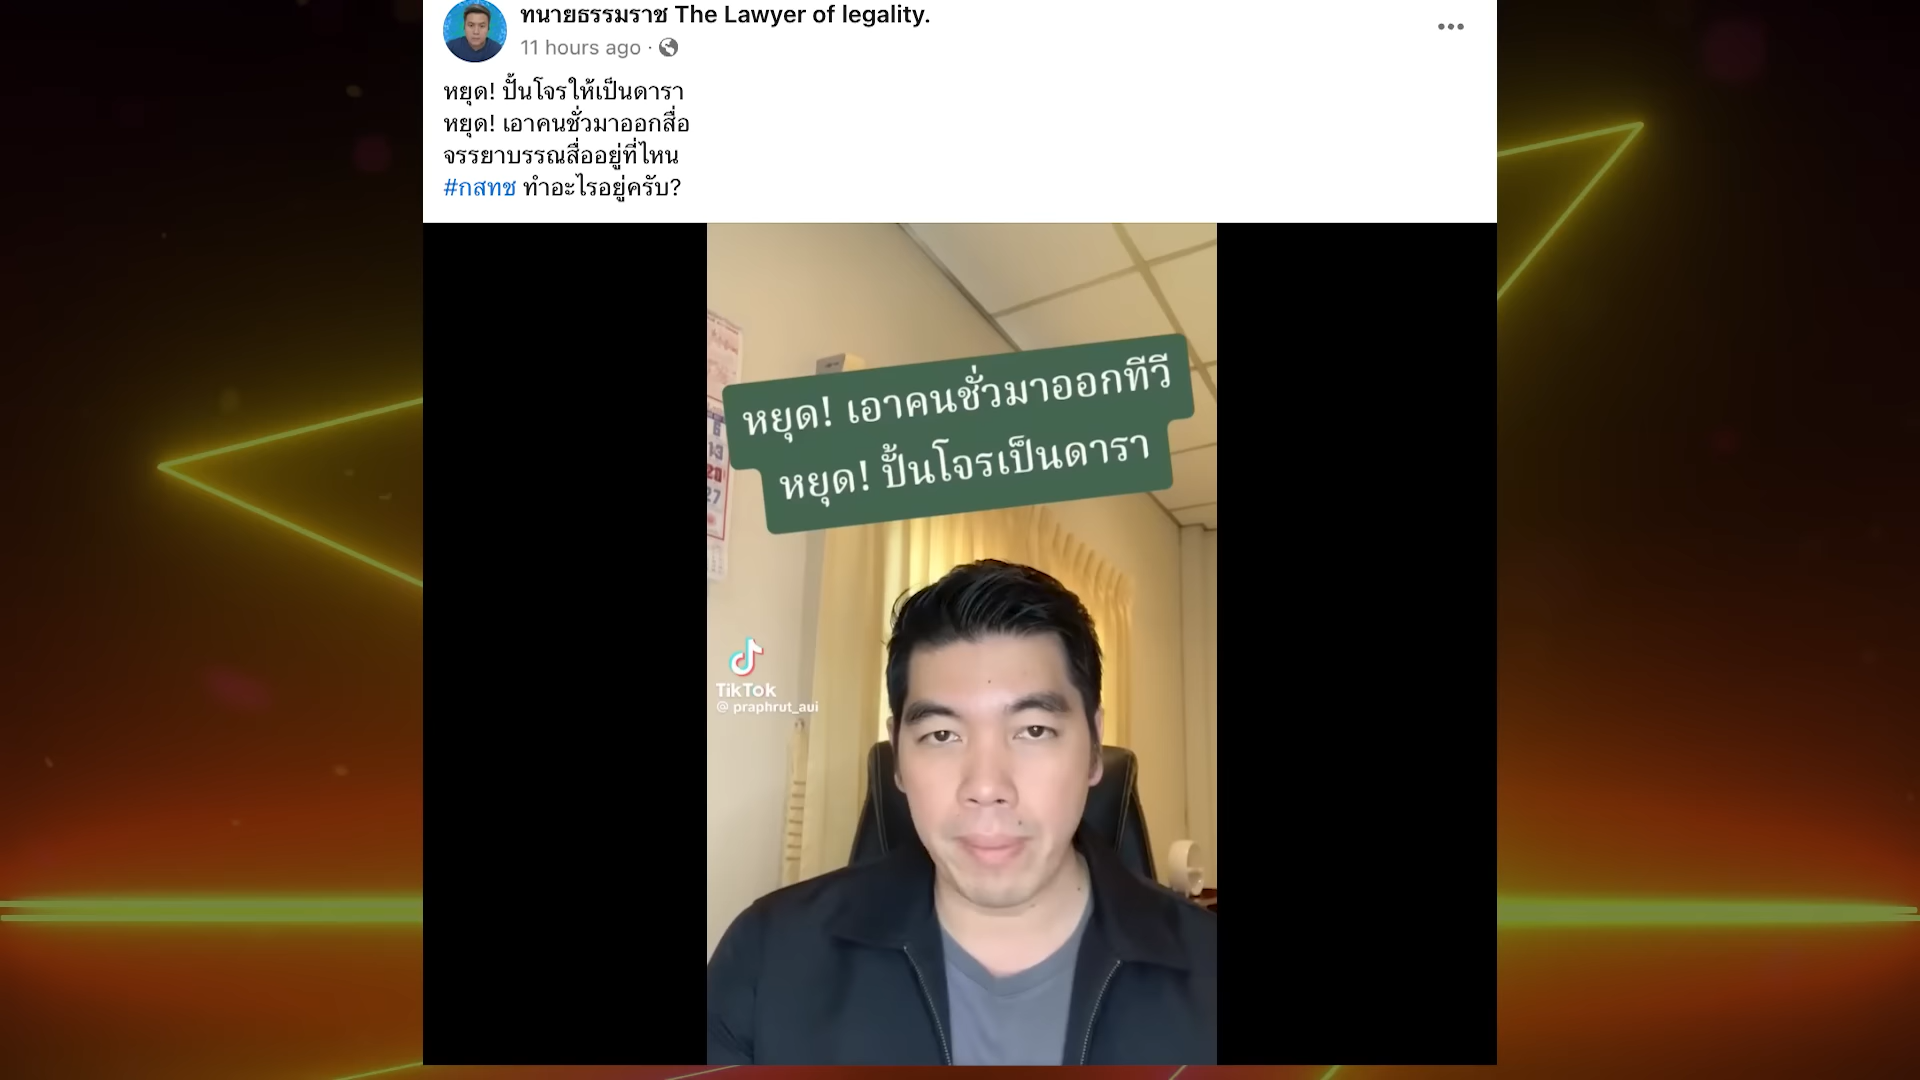 ทนายธรรมราช The Lawyer of legality.
11 hours ago ·
หยุด! ปั้นโจรให้เป็นดารา
หยุด! เอาคนชั่วมาออกสื่อ
จรรยาบรรณสื่ออยู่ที่ไหน
#กสทช ทำอะไรอยู่ครับ?
หยุด! เอาคนชั่วมาออกทีวี
หยุด! ปั้นโจรเป็นดารา
6
13
20
27
TikTok
@ praphrut_aui